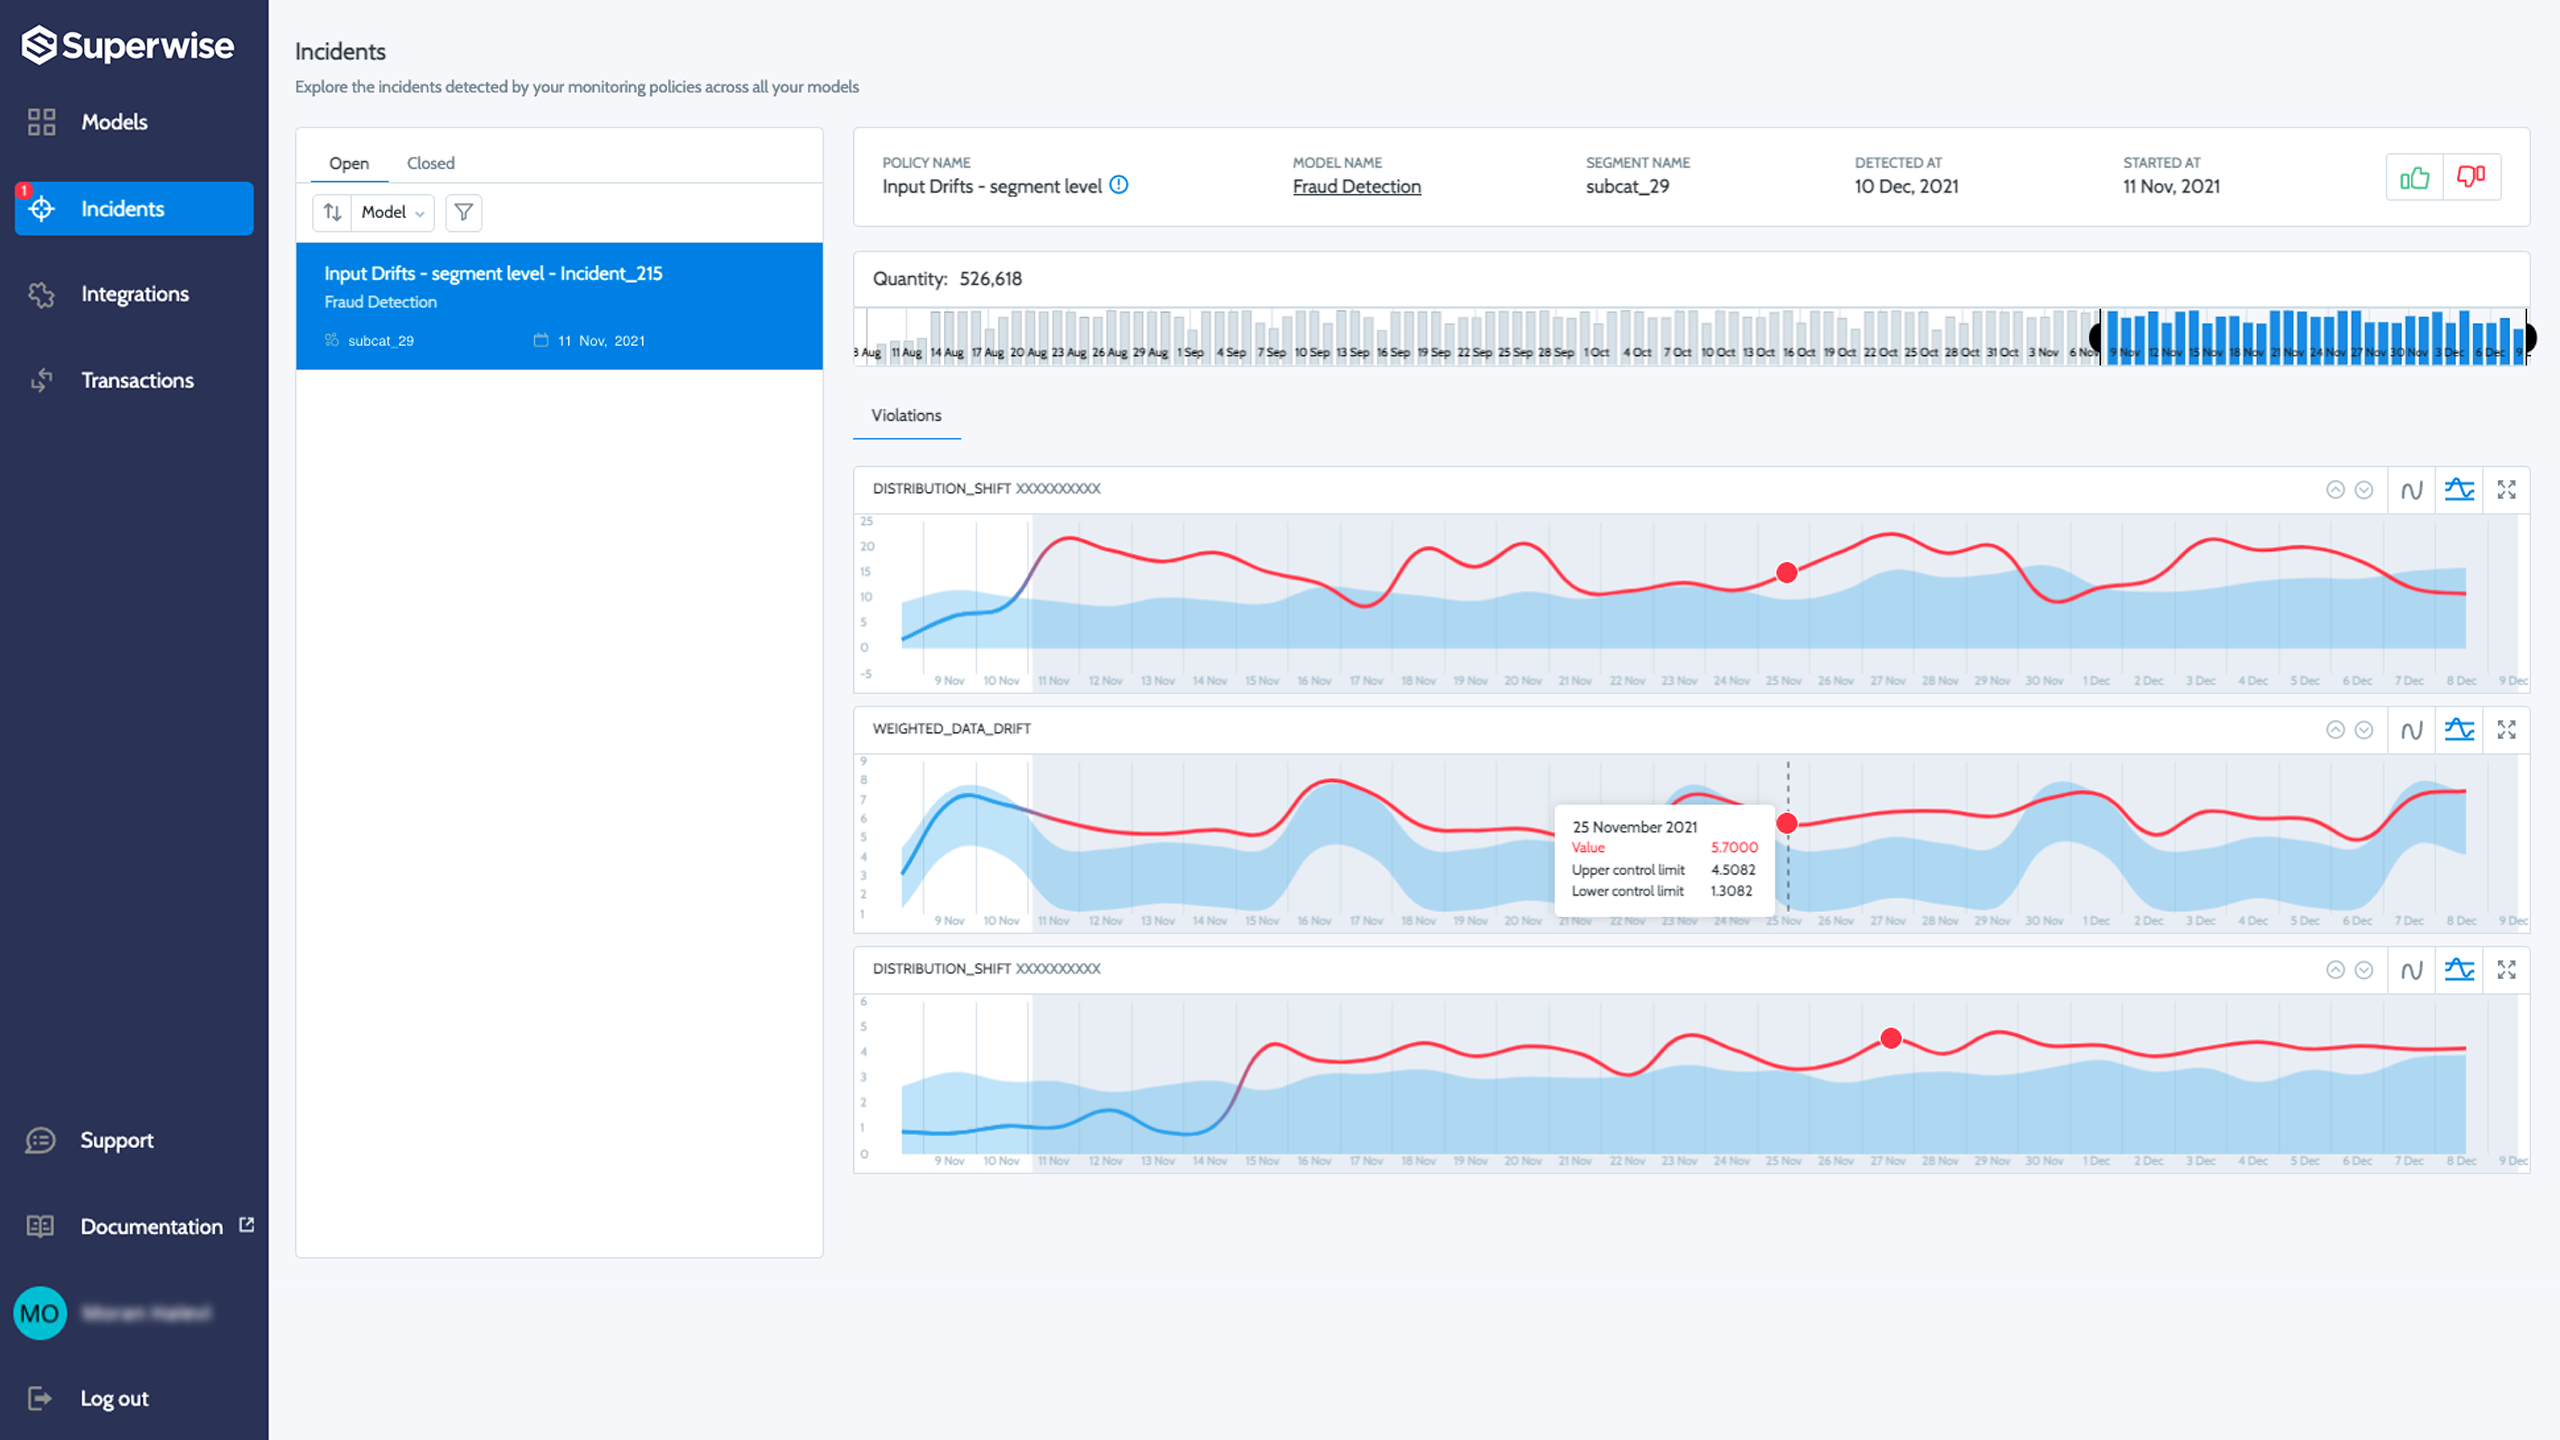 Superwise
Models
1
Incidents
Integrations
Transactions
Support
Documentation
MO
Log out
Incidents
Explore the incidents detected by your monitoring policies across all your models
Open Closed
Model
Input Drifts - segment level - Incident_215
Fraud Detection
subcat_29 11 Nov, 2021
POLICY NAME MODEL NAME SEGMENT NAME DETECTED AT STARTED AT
Input Drifts - segment level Fraud Detection subcat_29 10 Dec, 2021 11 Nov, 2021
Quantity: 526,618
8 Aug 11 Aug 14 Aug 17 Aug 20 Aug 23 Aug 26 Aug 29 Aug 1 Sep 4 Sep 7 Sep 10 Sep 13 Sep 16 Sep 19 Sep 22 Sep 25 Sep 28 Sep 1 Oct 4 Oct 7 Oct 10 Oct 13 Oct 16 Oct 19 Oct 22 Oct 25 Oct 28 Oct 31 Oct 3 Nov 6 Nov 9 Nov 12 Nov 15 Nov 18 Nov 21 Nov 24 Nov 27 Nov 30 Nov 3 Dec 6 Dec 9
Violations
DISTRIBUTION_SHIFT XXXXXXXXXX
25
20
15
10
5
0
-5
9 Nov 10 Nov 11 Nov 12 Nov 13 Nov 14 Nov 15 Nov 16 Nov 17 Nov 18 Nov 19 Nov 20 Nov 21 Nov 22 Nov 23 Nov 24 Nov 25 Nov 26 Nov 27 Nov 28 Nov 29 Nov 30 Nov 1 Dec 2 Dec 3 Dec 4 Dec 5 Dec 6 Dec 7 Dec 8 Dec 9 Dec
WEIGHTED_DATA_DRIFT
9
8
7
6
5
4
3
2
1
25 November 2021
Value 5.7000
Upper control limit 4.5082
Lower control limit 1.3082
9 Nov 10 Nov 11 Nov 12 Nov 13 Nov 14 Nov 15 Nov 16 Nov 17 Nov 18 Nov 19 Nov 20 Nov 21 Nov 22 Nov 23 Nov 24 Nov 25 Nov 26 Nov 27 Nov 28 Nov 29 Nov 30 Nov 1 Dec 2 Dec 3 Dec 4 Dec 5 Dec 6 Dec 7 Dec 8 Dec 9 Dec
DISTRIBUTION_SHIFT XXXXXXXXXX
6
5
4
3
2
1
0
9 Nov 10 Nov 11 Nov 12 Nov 13 Nov 14 Nov 15 Nov 16 Nov 17 Nov 18 Nov 19 Nov 20 Nov 21 Nov 22 Nov 23 Nov 24 Nov 25 Nov 26 Nov 27 Nov 28 Nov 29 Nov 30 Nov 1 Dec 2 Dec 3 Dec 4 Dec 5 Dec 6 Dec 7 Dec 8 Dec 9 Dec